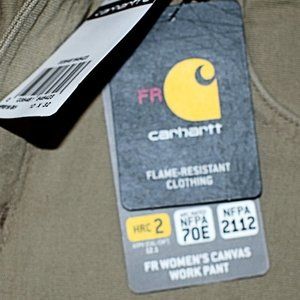 FR
carhartt
FLAME-RESISTANT
CLOTHING
HRC 2
NFPA
70E
NFPA
2112
FR WOMEN'S CANVAS
WORK PANT